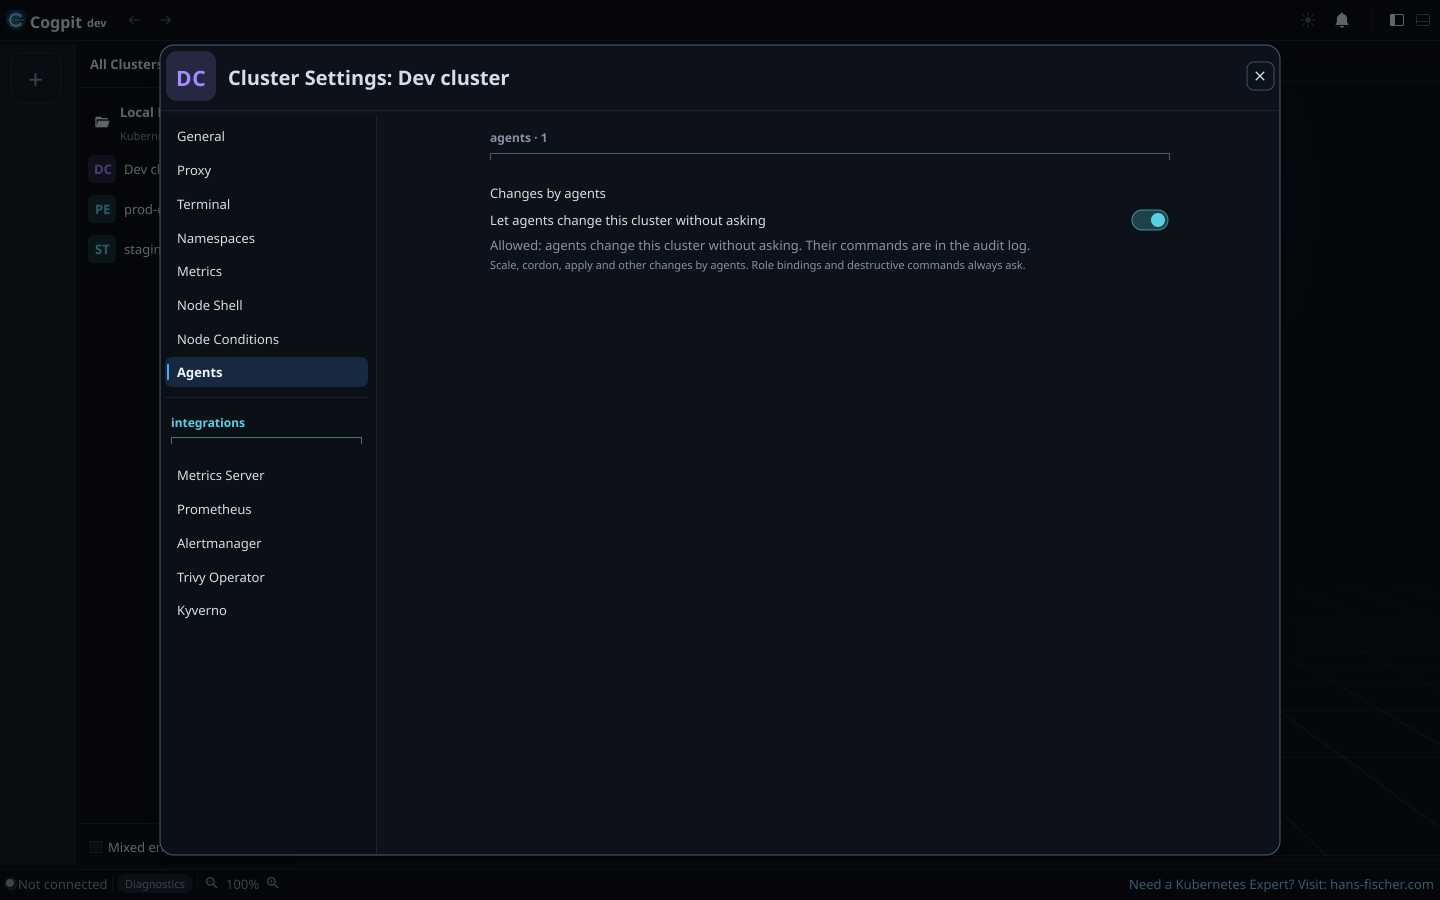 Cogpit dev
All Clusters
Local
DC Dev cl
PE prod-
ST stagin
Mixed en
DC Cluster Settings: Dev cluster
General
Proxy
Terminal
Namespaces
Metrics
Node Shell
Node Conditions
Agents
integrations
Metrics Server
Prometheus
Alertmanager
Trivy Operator
Kyverno
agents · 1
Changes by agents
Let agents change this cluster without asking
Allowed: agents change this cluster without asking. Their commands are in the audit log.
Scale, cordon, apply and other changes by agents. Role bindings and destructive commands always ask.
Not connected Diagnostics 100% Need a Kubernetes Expert? Visit: hans-fischer.com